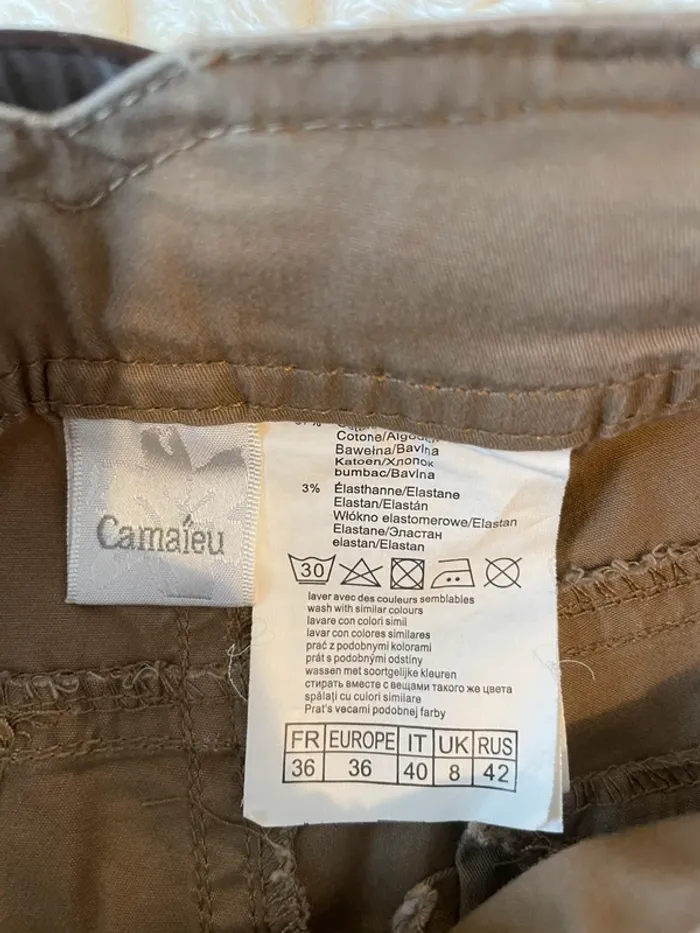 Camaïeu
Cotone/Algodón
Bawełna/Bavlna
Katoen/Хлопок
bumbac/Bavlna
3% Élasthanne/Elastane
Elastan/Elastán
Włókno elastomerowe/Elastan
Elastane/Эластан
elastan/Elastan
30
laver avec des couleurs semblables
wash with similar colours
lavare con colori simil
lavar con colores similares
prać z podobnymi kolorami
prát s podobnými odstíny
wassen met soortgelijke kleuren
стирать вместе с вещами такого же цвета
spălaţi cu culori similare
Prat's vecami podobnej farby
FR EUROPE IT UK RUS
36 36 40 8 42